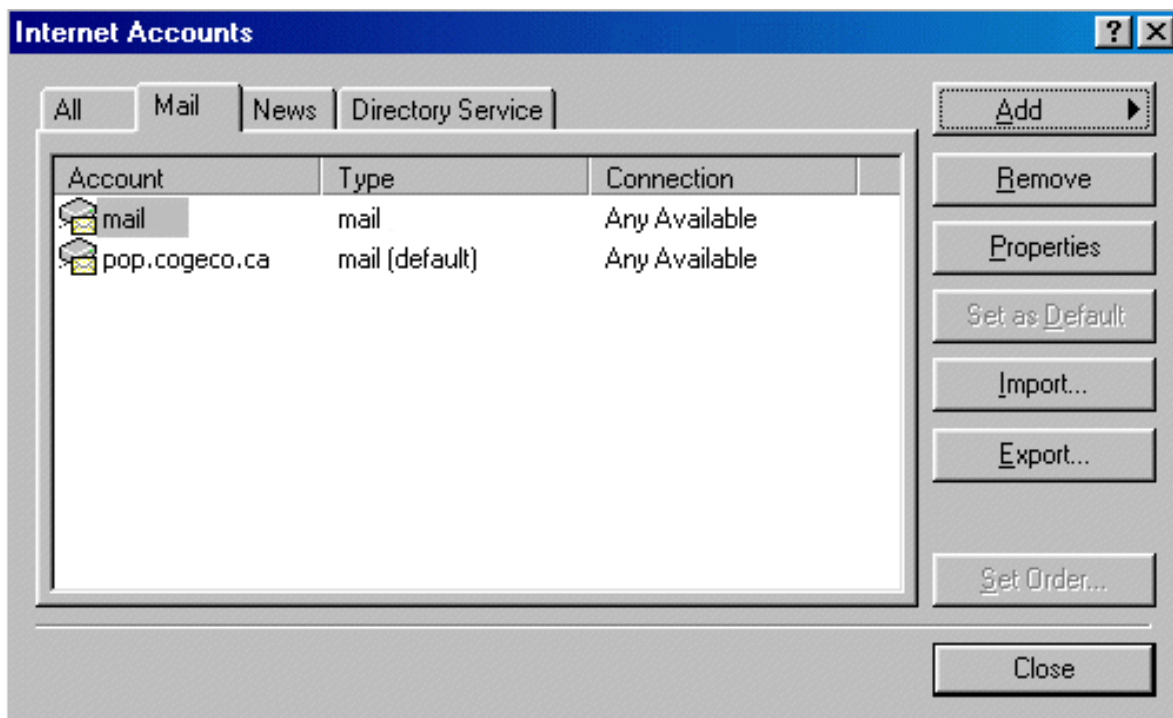 Internet Accounts
All Mail News Directory Service
Account Type Connection
mail mail Any Available
pop.cogeco.ca mail (default) Any Available
Add
Remove
Properties
Set as Default
Import...
Export...
Set Order...
Close